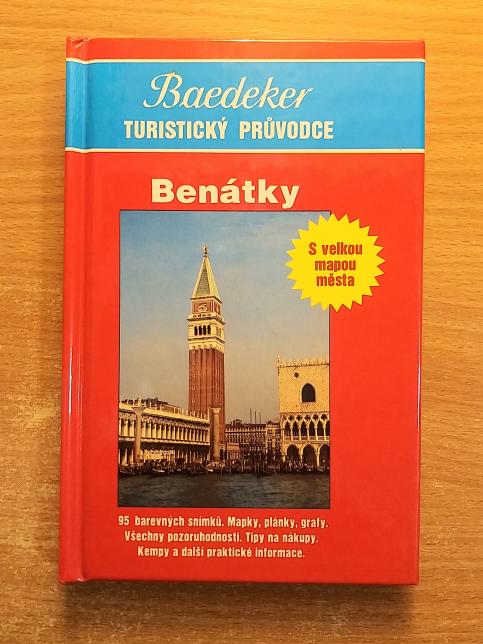 Baedeker
TURISTICKÝ PRŮVODCE
Benátky
S velkou
mapou
města
95 barevných snímků. Mapky, plánky, grafy.
Všechny pozoruhodnosti. Tipy na nákupy.
Kempy a další praktické informace.